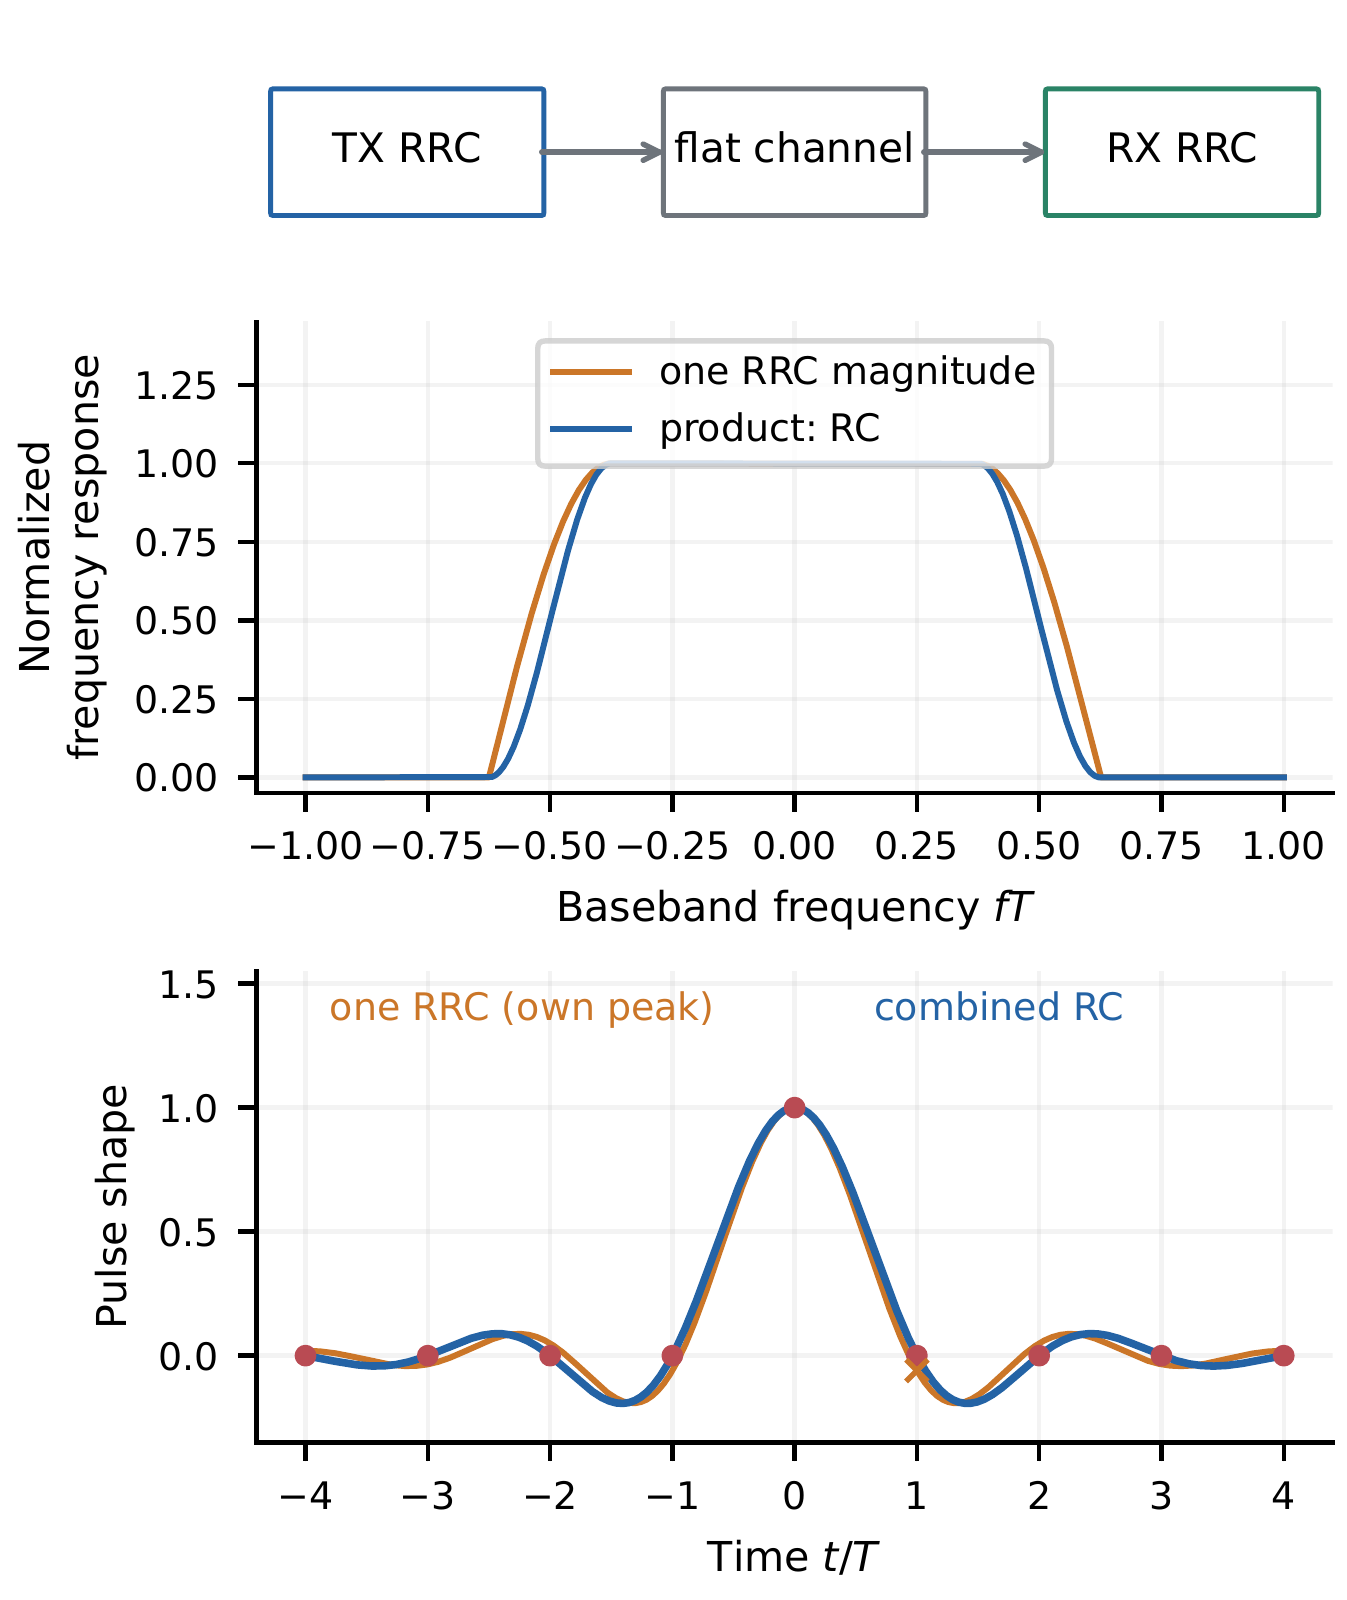 TX RRC
flat channel
RX RRC
Normalized
frequency response
one RRC magnitude
product: RC
1.25
1.00
0.75
0.50
0.25
0.00
−1.00 −0.75 −0.50 −0.25 0.00 0.25 0.50 0.75 1.00
Baseband frequency fT
Pulse shape
one RRC (own peak)
combined RC
1.5
1.0
0.5
0.0
−4 −3 −2 −1 0 1 2 3 4
Time t/T